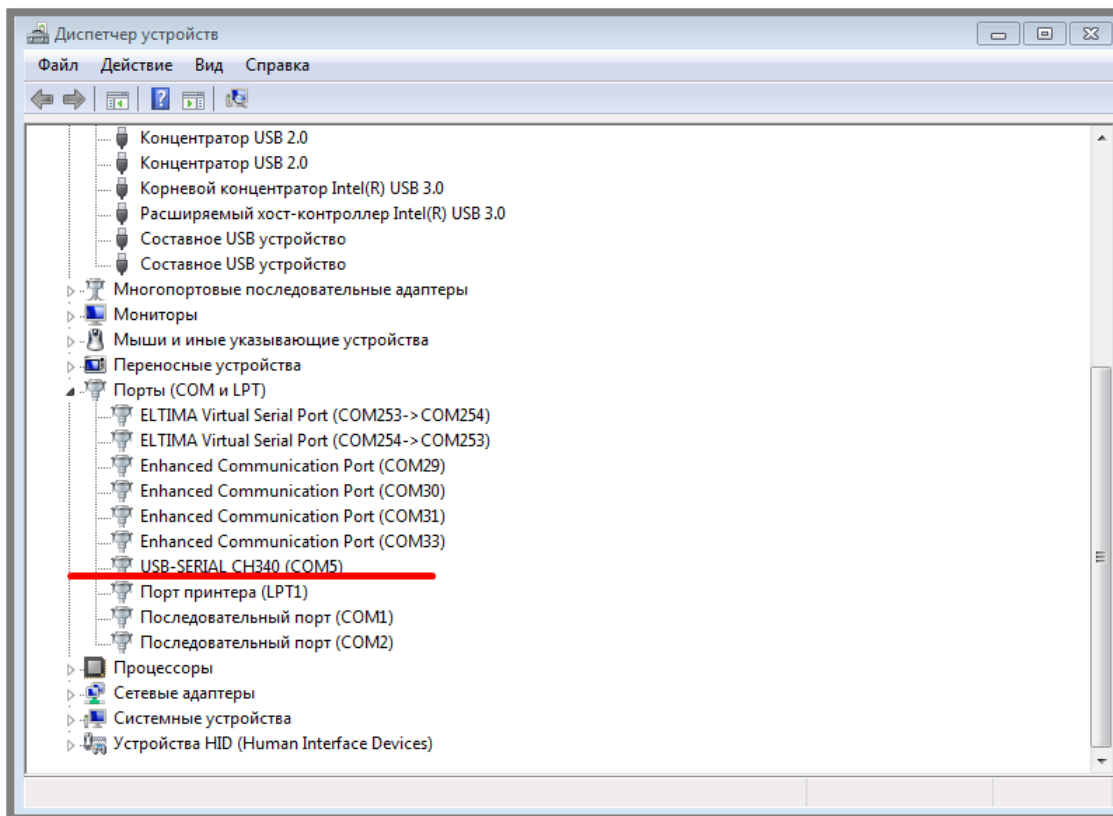 Диспетчер устройств
Файл Действие Вид Справка
Концентратор USB 2.0
Концентратор USB 2.0
Корневой концентратор Intel(R) USB 3.0
Расширяемый хост-контроллер Intel(R) USB 3.0
Составное USB устройство
Составное USB устройство
Многопортовые последовательные адаптеры
Мониторы
Мыши и иные указывающие устройства
Переносные устройства
Порты (COM и LPT)
ELTIMA Virtual Serial Port (COM253->COM254)
ELTIMA Virtual Serial Port (COM254->COM253)
Enhanced Communication Port (COM29)
Enhanced Communication Port (COM30)
Enhanced Communication Port (COM31)
Enhanced Communication Port (COM33)
USB-SERIAL CH340 (COM5)
Порт принтера (LPT1)
Последовательный порт (COM1)
Последовательный порт (COM2)
Процессоры
Сетевые адаптеры
Системные устройства
Устройства HID (Human Interface Devices)